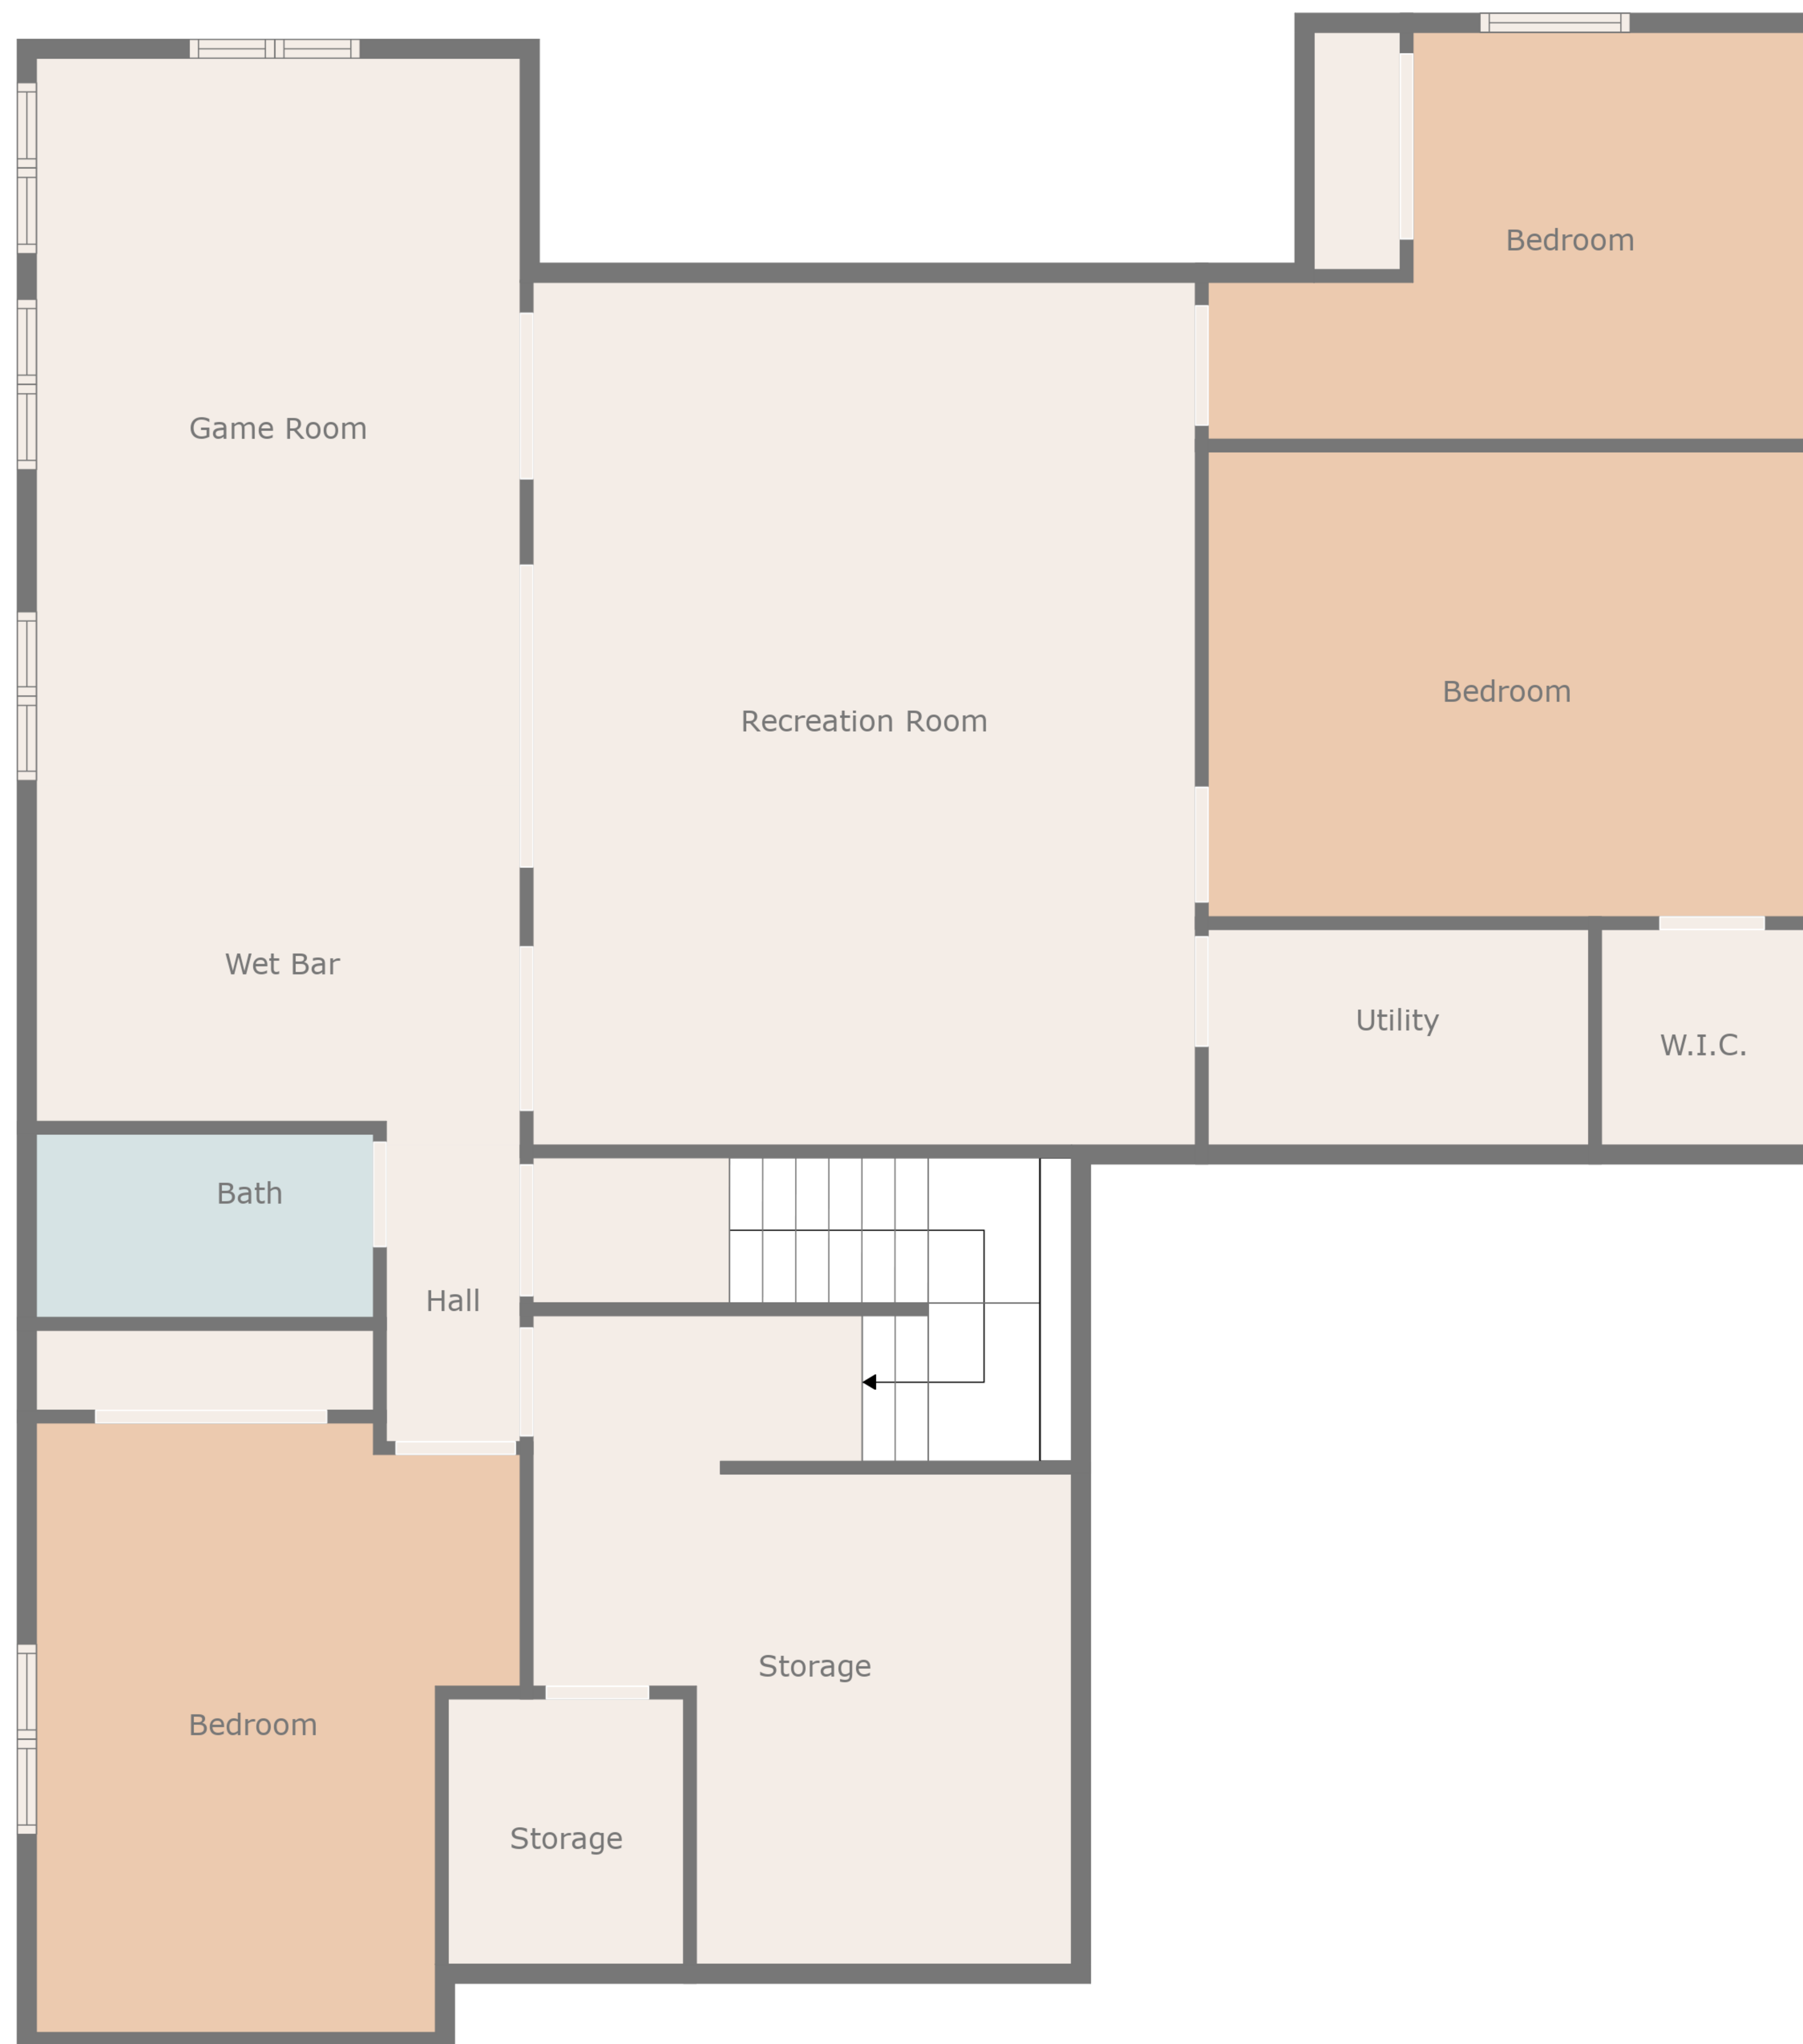 Bedroom
Game Room
Bedroom
Recreation Room
Wet Bar
Utility
W.I.C.
Bath
Hall
Storage
Bedroom
Storage